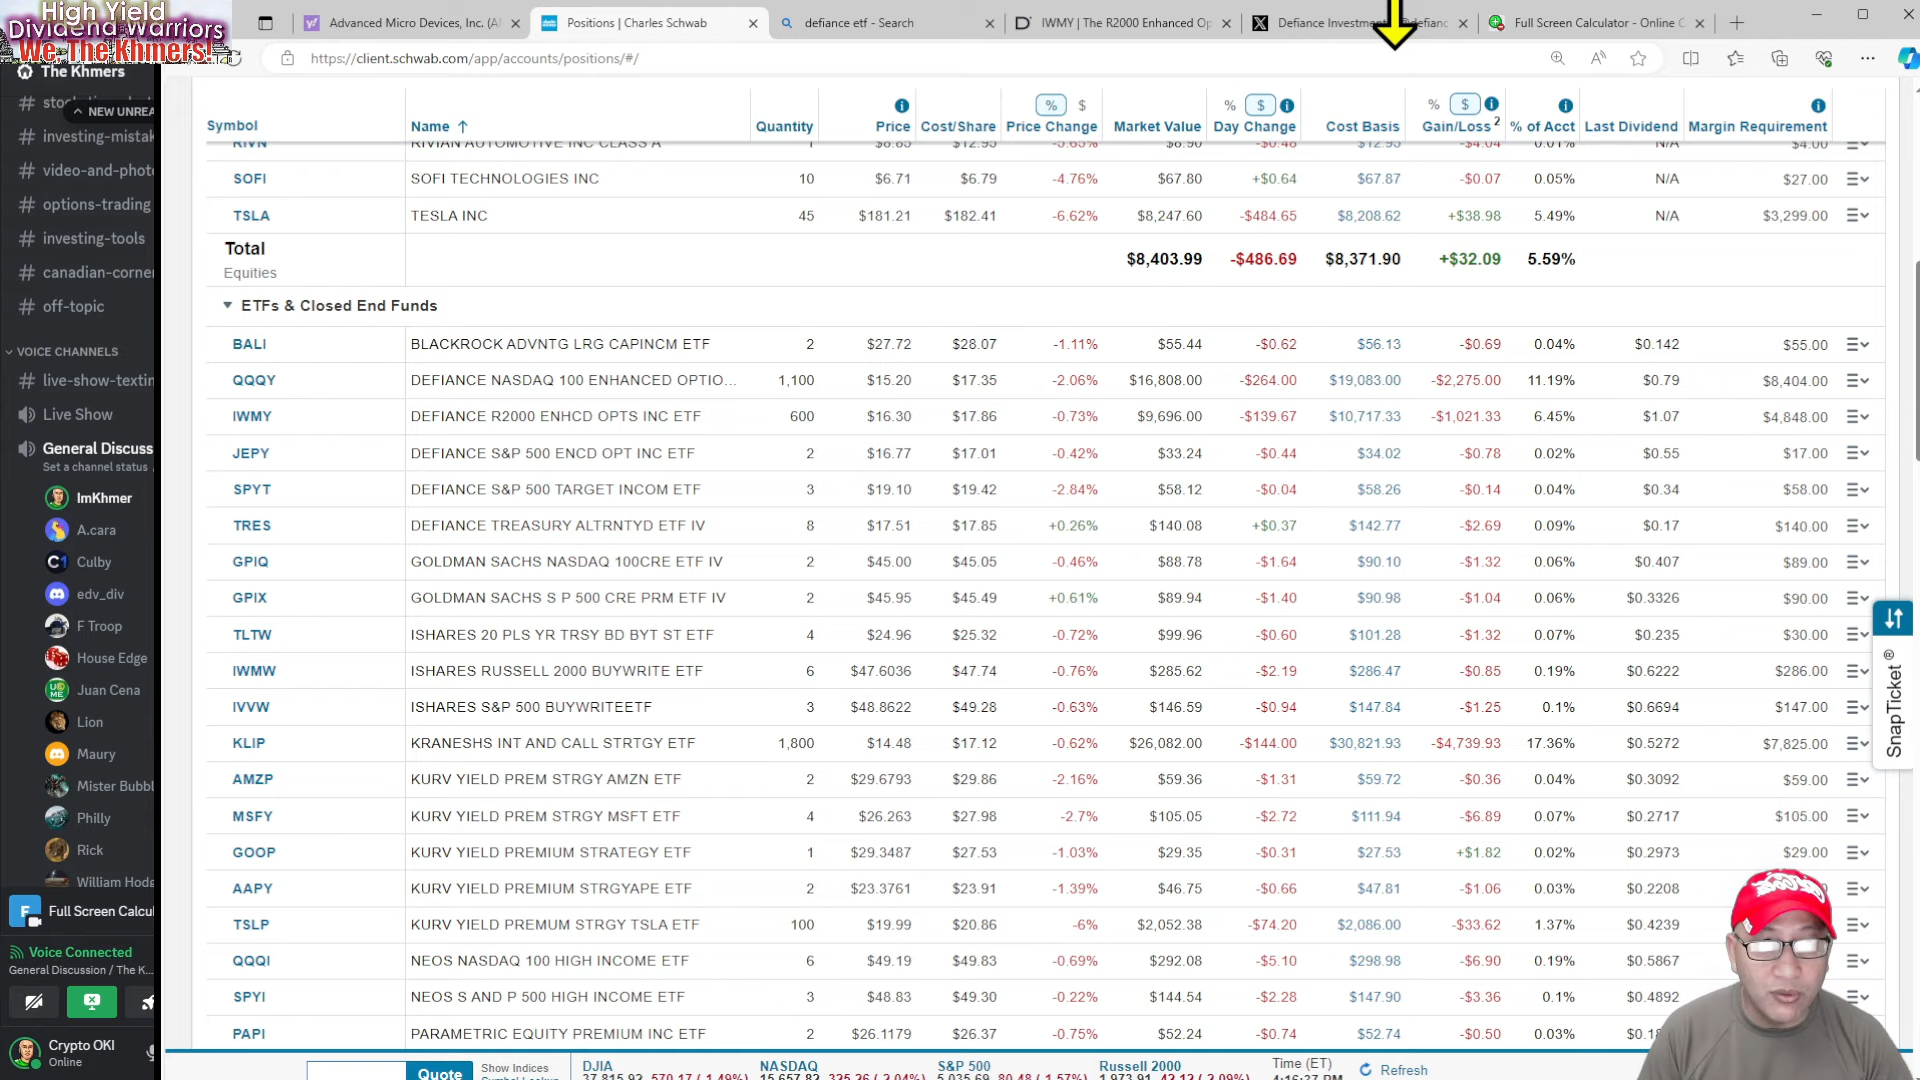 High Yield
Dividend Warriors
We The Khmers!
Advanced Micro Devices, Inc. (A
Positions | Charles Schwab
defiance etf - Search
IWMY | The R2000 Enhanced Op
Defiance Investment
Full Screen Calculator - Online C
https://client.schwab.com/app/accounts/positions/#/
The Khmers
NEW UNREA
investing-mistak
video-and-photo
options-trading
investing-tools
canadian-corner
off-topic
VOICE CHANNELS
live-show-textin
Live Show
General Discuss
Set a channel status
ImKhmer
A.cara
Culby
edv_div
F Troop
House Edge
Juan Cena
Lion
Maury
Mister Bubbl
Philly
Rick
William Hodg
Full Screen Calcul
Voice Connected
General Discussion / The K...
Crypto OKI
Online
% $ % $ % $
Symbol Name Quantity Price Cost/Share Price Change Market Value Day Change Cost Basis Gain/Loss 2 % of Acct Last Dividend Margin Requirement
RIVN RIVIAN AUTOMOTIVE INC CLASS A 1 $8.85 $12.95 -5.65% $8.90 -$0.48 $12.95 -$4.04 0.01% N/A $4.00
SOFI SOFI TECHNOLOGIES INC 10 $6.71 $6.79 -4.76% $67.80 +$0.64 $67.87 -$0.07 0.05% N/A $27.00
TSLA TESLA INC 45 $181.21 $182.41 -6.62% $8,247.60 -$484.65 $8,208.62 +$38.98 5.49% N/A $3,299.00
Total
Equities
$8,403.99 -$486.69 $8,371.90 +$32.09 5.59%
ETFs & Closed End Funds
BALI BLACKROCK ADVNTG LRG CAPINCM ETF 2 $27.72 $28.07 -1.11% $55.44 -$0.62 $56.13 -$0.69 0.04% $0.142 $55.00
QQQY DEFIANCE NASDAQ 100 ENHANCED OPTIO... 1,100 $15.20 $17.35 -2.06% $16,808.00 -$264.00 $19,083.00 -$2,275.00 11.19% $0.79 $8,404.00
IWMY DEFIANCE R2000 ENHCD OPTS INC ETF 600 $16.30 $17.86 -0.73% $9,696.00 -$139.67 $10,717.33 -$1,021.33 6.45% $1.07 $4,848.00
JEPY DEFIANCE S&P 500 ENCD OPT INC ETF 2 $16.77 $17.01 -0.42% $33.24 -$0.44 $34.02 -$0.78 0.02% $0.55 $17.00
SPYT DEFIANCE S&P 500 TARGET INCOM ETF 3 $19.10 $19.42 -2.84% $58.12 -$0.04 $58.26 -$0.14 0.04% $0.34 $58.00
TRES DEFIANCE TREASURY ALTRNTYD ETF IV 8 $17.51 $17.85 +0.26% $140.08 +$0.37 $142.77 -$2.69 0.09% $0.17 $140.00
GPIQ GOLDMAN SACHS NASDAQ 100CRE ETF IV 2 $45.00 $45.05 -0.46% $88.78 -$1.64 $90.10 -$1.32 0.06% $0.407 $89.00
GPIX GOLDMAN SACHS S P 500 CRE PRM ETF IV 2 $45.95 $45.49 +0.61% $89.94 -$1.40 $90.98 -$1.04 0.06% $0.3326 $90.00
TLTW ISHARES 20 PLS YR TRSY BD BYT ST ETF 4 $24.96 $25.32 -0.72% $99.96 -$0.60 $101.28 -$1.32 0.07% $0.235 $30.00
IWMW ISHARES RUSSELL 2000 BUYWRITE ETF 6 $47.6036 $47.74 -0.76% $285.62 -$2.19 $286.47 -$0.85 0.19% $0.6222 $286.00
IVVW ISHARES S&P 500 BUYWRITEETF 3 $48.8622 $49.28 -0.63% $146.59 -$0.94 $147.84 -$1.25 0.1% $0.6694 $147.00
KLIP KRANESHS INT AND CALL STRTGY ETF 1,800 $14.48 $17.12 -0.62% $26,082.00 -$144.00 $30,821.93 -$4,739.93 17.36% $0.5272 $7,825.00
AMZP KURV YIELD PREM STRGY AMZN ETF 2 $29.6793 $29.86 -2.16% $59.36 -$1.31 $59.72 -$0.36 0.04% $0.3092 $59.00
MSFY KURV YIELD PREM STRGY MSFT ETF 4 $26.263 $27.98 -2.7% $105.05 -$2.72 $111.94 -$6.89 0.07% $0.2717 $105.00
GOOP KURV YIELD PREMIUM STRATEGY ETF 1 $29.3487 $27.53 -1.03% $29.35 -$0.31 $27.53 +$1.82 0.02% $0.2973 $29.00
AAPY KURV YIELD PREMIUM STRGYAPE ETF 2 $23.3761 $23.91 -1.39% $46.75 -$0.66 $47.81 -$1.06 0.03% $0.2208
TSLP KURV YIELD PREMUM STRGY TSLA ETF 100 $19.99 $20.86 -6% $2,052.38 -$74.20 $2,086.00 -$33.62 1.37% $0.4239
QQQI NEOS NASDAQ 100 HIGH INCOME ETF 6 $49.19 $49.83 -0.69% $292.08 -$5.10 $298.98 -$6.90 0.19% $0.5867
SPYI NEOS S AND P 500 HIGH INCOME ETF 3 $48.83 $49.30 -0.22% $144.54 -$2.28 $147.90 -$3.36 0.1% $0.4892
PAPI PARAMETRIC EQUITY PREMIUM INC ETF 2 $26.1179 $26.37 -0.75% $52.24 -$0.74 $52.74 -$0.50 0.03%
SnapTicket®
Quote
Show Indices
DJIA
NASDAQ
S&P 500
Russell 2000
Time (ET)
Refresh